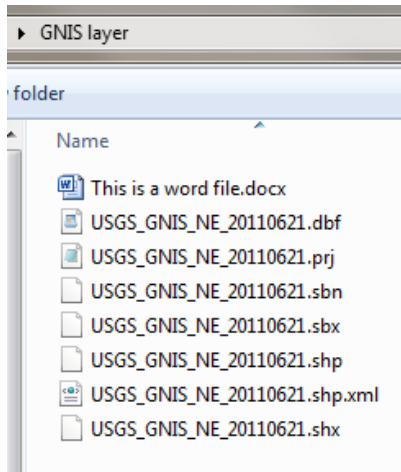 GNIS layer
folder
Name
This is a word file.docx
USGS_GNIS_NE_20110621.dbf
USGS_GNIS_NE_20110621.prj
USGS_GNIS_NE_20110621.sbn
USGS_GNIS_NE_20110621.sbx
USGS_GNIS_NE_20110621.shp
USGS_GNIS_NE_20110621.shp.xml
USGS_GNIS_NE_20110621.shx